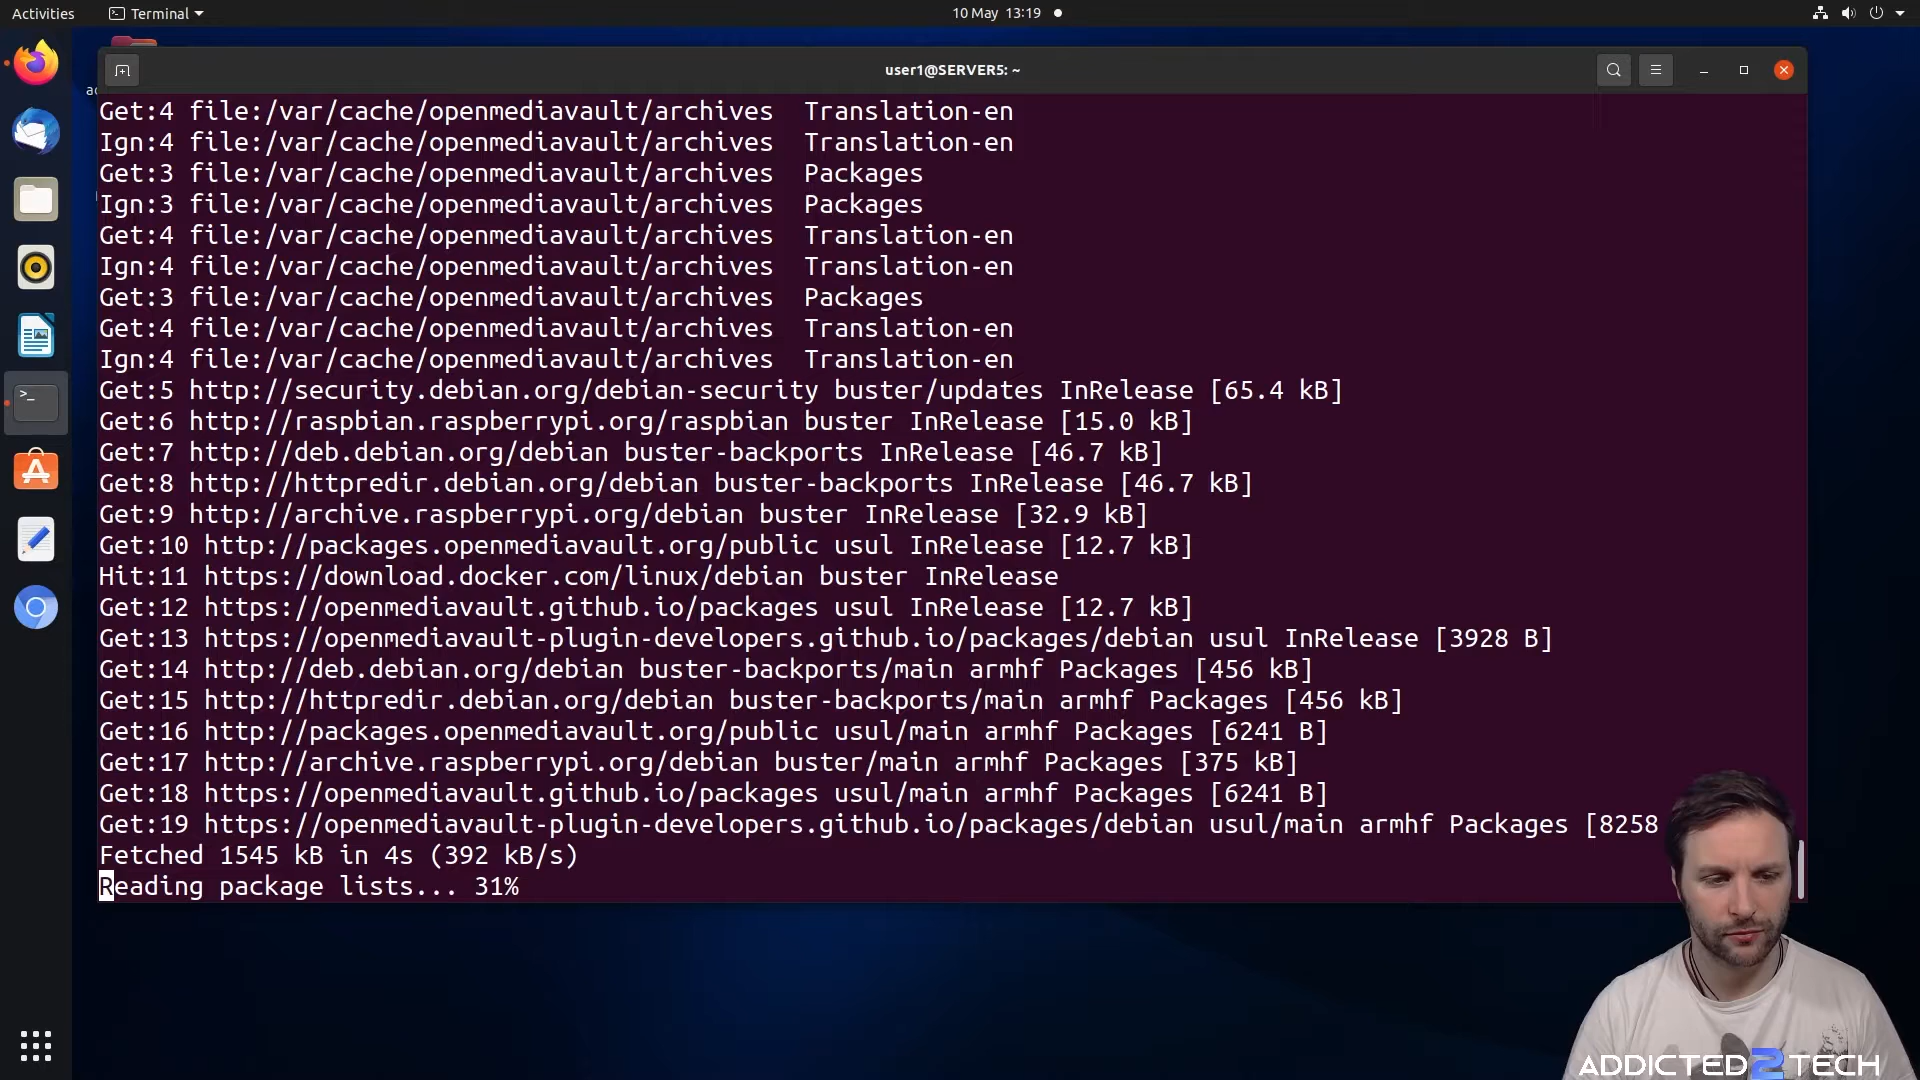 Activities
Terminal
10 May 13:19
user1@SERVER5: ~
Get:4 file:/var/cache/openmediavault/archives Translation-en
Ign:4 file:/var/cache/openmediavault/archives Translation-en
Get:3 file:/var/cache/openmediavault/archives Packages
Ign:3 file:/var/cache/openmediavault/archives Packages
Get:4 file:/var/cache/openmediavault/archives Translation-en
Ign:4 file:/var/cache/openmediavault/archives Translation-en
Get:3 file:/var/cache/openmediavault/archives Packages
Get:4 file:/var/cache/openmediavault/archives Translation-en
Ign:4 file:/var/cache/openmediavault/archives Translation-en
Get:5 http://security.debian.org/debian-security buster/updates InRelease [65.4 kB]
Get:6 http://raspbian.raspberrypi.org/raspbian buster InRelease [15.0 kB]
Get:7 http://deb.debian.org/debian buster-backports InRelease [46.7 kB]
Get:8 http://httpredir.debian.org/debian buster-backports InRelease [46.7 kB]
Get:9 http://archive.raspberrypi.org/debian buster InRelease [32.9 kB]
Get:10 http://packages.openmediavault.org/public usul InRelease [12.7 kB]
Hit:11 https://download.docker.com/linux/debian buster InRelease
Get:12 https://openmediavault.github.io/packages usul InRelease [12.7 kB]
Get:13 https://openmediavault-plugin-developers.github.io/packages/debian usul InRelease [3928 B]
Get:14 http://deb.debian.org/debian buster-backports/main armhf Packages [456 kB]
Get:15 http://httpredir.debian.org/debian buster-backports/main armhf Packages [456 kB]
Get:16 http://packages.openmediavault.org/public usul/main armhf Packages [6241 B]
Get:17 http://archive.raspberrypi.org/debian buster/main armhf Packages [375 kB]
Get:18 https://openmediavault.github.io/packages usul/main armhf Packages [6241 B]
Get:19 https://openmediavault-plugin-developers.github.io/packages/debian usul/main armhf Packages [8258
Fetched 1545 kB in 4s (392 kB/s)
Reading package lists... 31%
ADDICTED2TECH